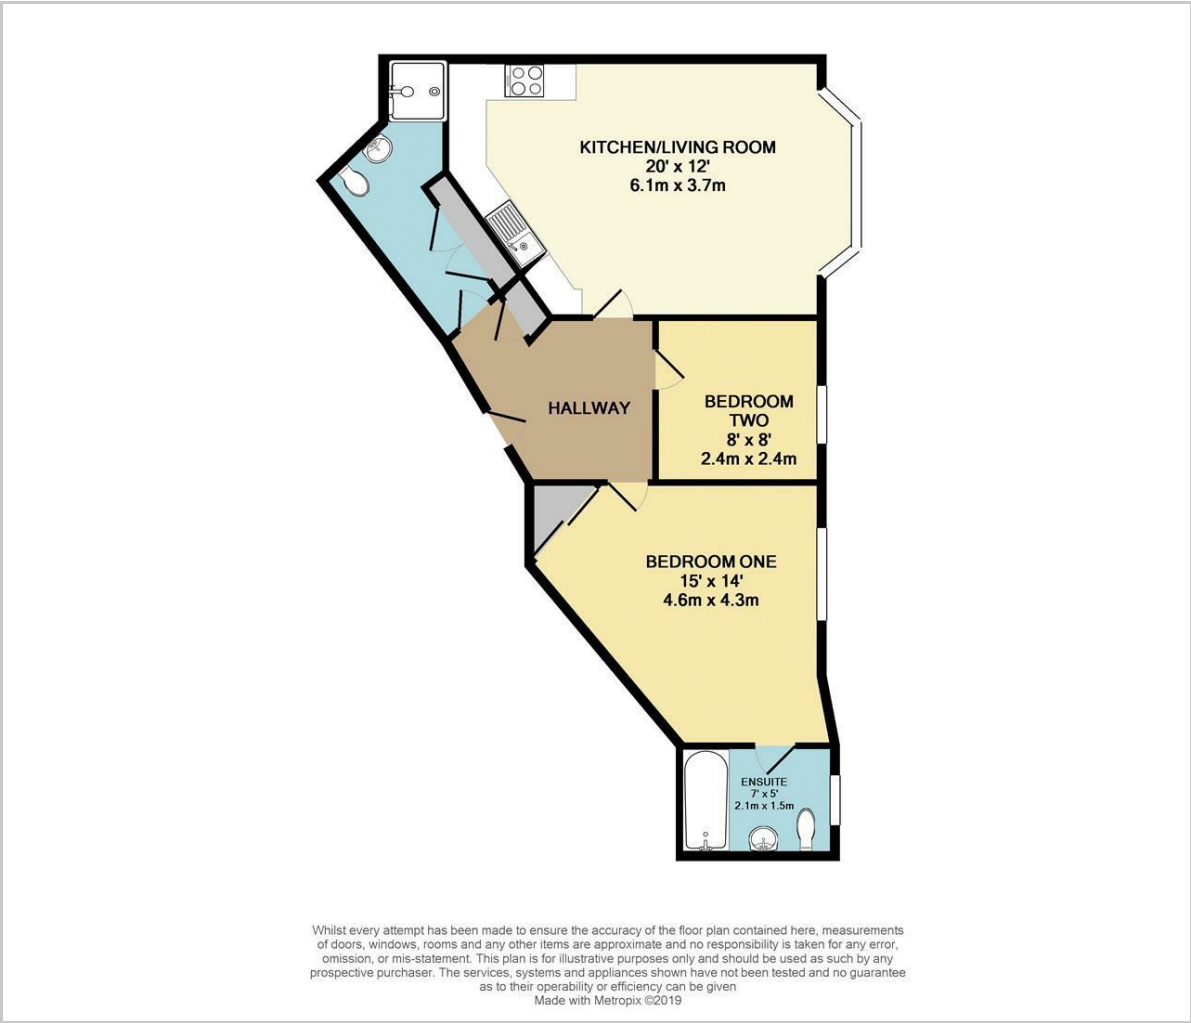 KITCHEN/LIVING ROOM
20' x 12'
6.1m x 3.7m
HALLWAY
BEDROOM
TWO
8' x 8'
2.4m x 2.4m
BEDROOM ONE
15' x 14'
4.6m x 4.3m
ENSUITE
7' x 5'
2.1m x 1.5m
Whilst every attempt has been made to ensure the accuracy of the floor plan contained here, measurements
of doors, windows, rooms and any other items are approximate and no responsibility is taken for any error,
omission, or mis-statement. This plan is for illustrative purposes only and should be used as such by any
prospective purchaser. The services, systems and appliances shown have not been tested and no guarantee
as to their operability or efficiency can be given
Made with Metropix ©2019